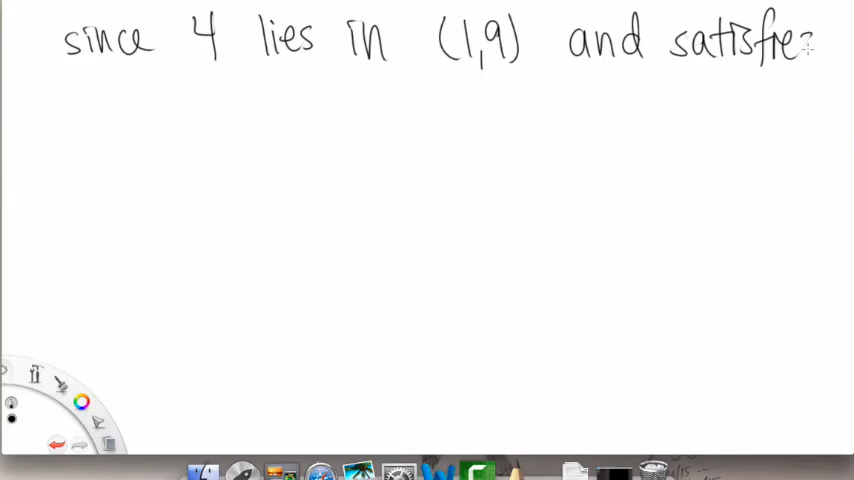 since 4 lies in (1,9) and satisfies